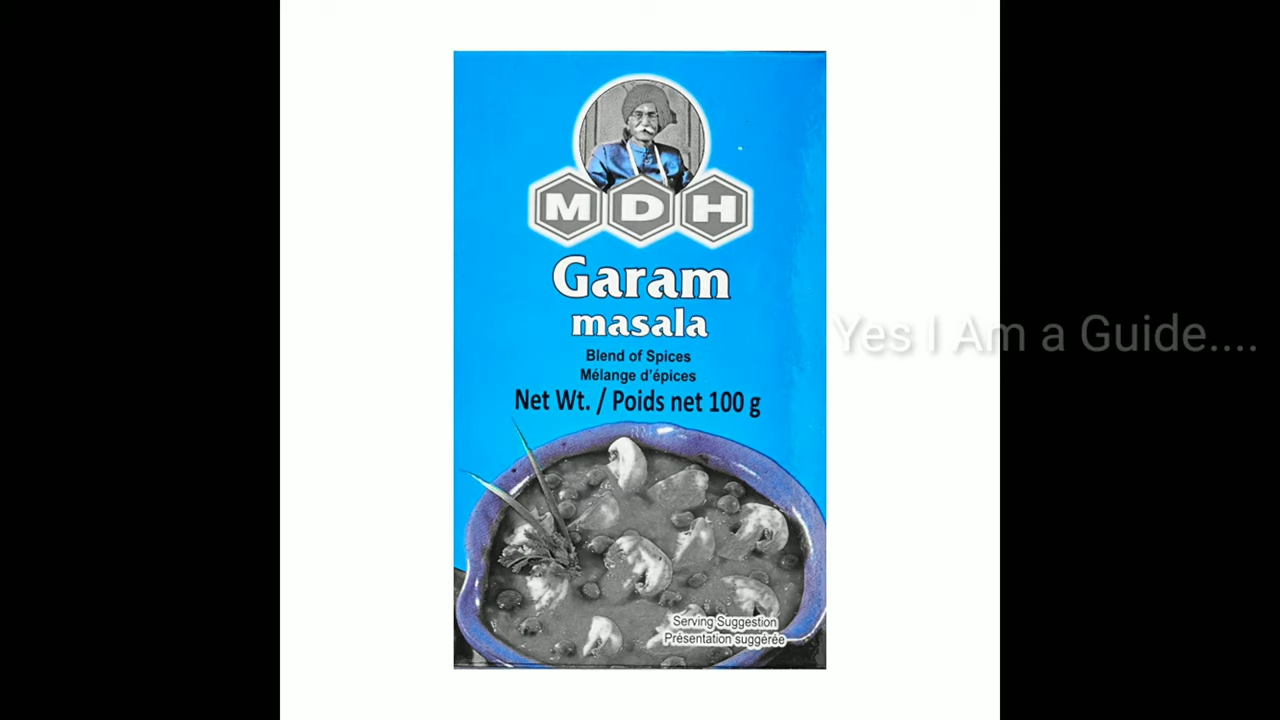 MDH
Garam
masala
Blend of Spices
Mélange d'épices
Net Wt. / Poids net 100 g
Serving Suggestion
Présentation suggérée
Yes I Am a Guide....